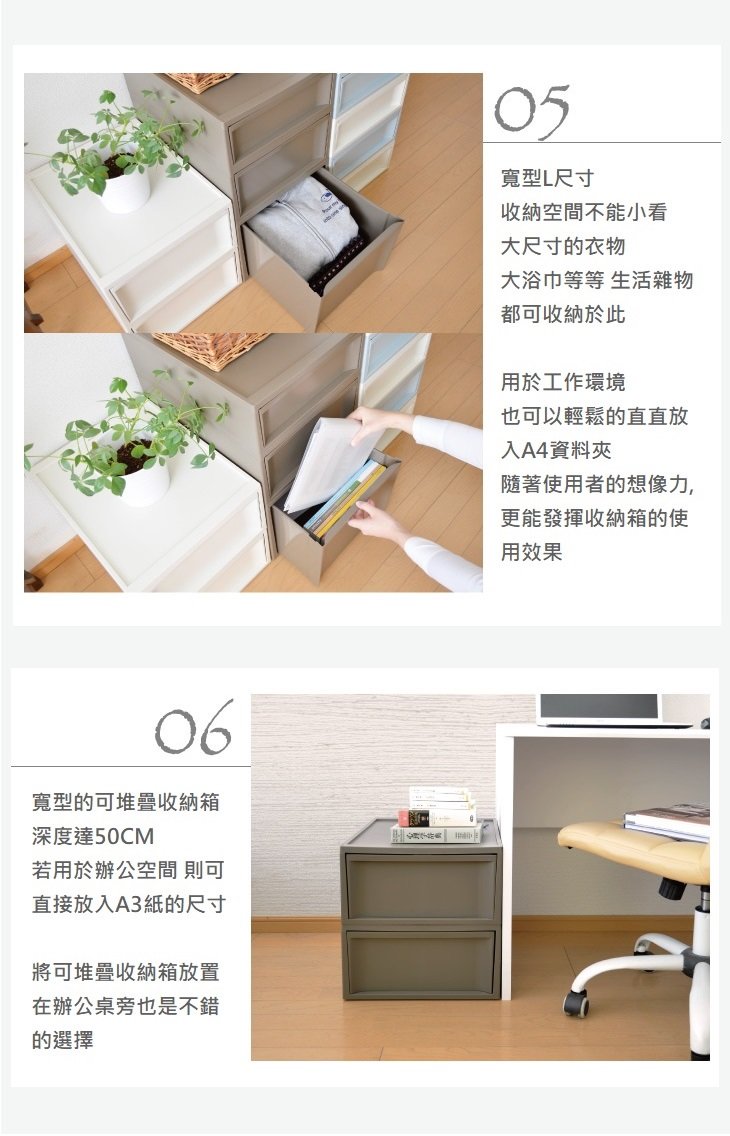 05
寬型L尺寸
收納空間不能小看
大尺寸的衣物
大浴巾等等 生活雜物
都可收納於此
用於工作環境
也可以輕鬆的直直放
入A4資料夾
隨著使用者的想像力,
更能發揮收納箱的使
用效果
06
寬型的可堆疊收納箱
深度達50CM
若用於辦公空間 則可
直接放入A3紙的尺寸
將可堆疊收納箱放置
在辦公桌旁也是不錯
的選擇
心理学辞典